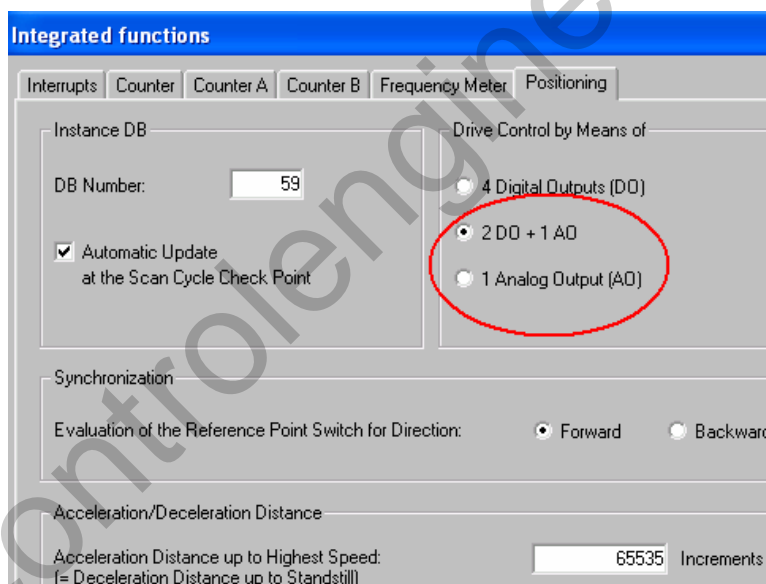 Integrated functions
Interrupts Counter Counter A Counter B Frequency Meter Positioning
Instance DB
DB Number: 59
Automatic Update
at the Scan Cycle Check Point
Drive Control by Means of
4 Digital Outputs (DO)
2 DO + 1 AO
1 Analog Output (AO)
Synchronization
Evaluation of the Reference Point Switch for Direction: Forward Backward
Acceleration/Deceleration Distance
Acceleration Distance up to Highest Speed: 65535 Increments
(= Deceleration Distance up to Standstill)
controlengine